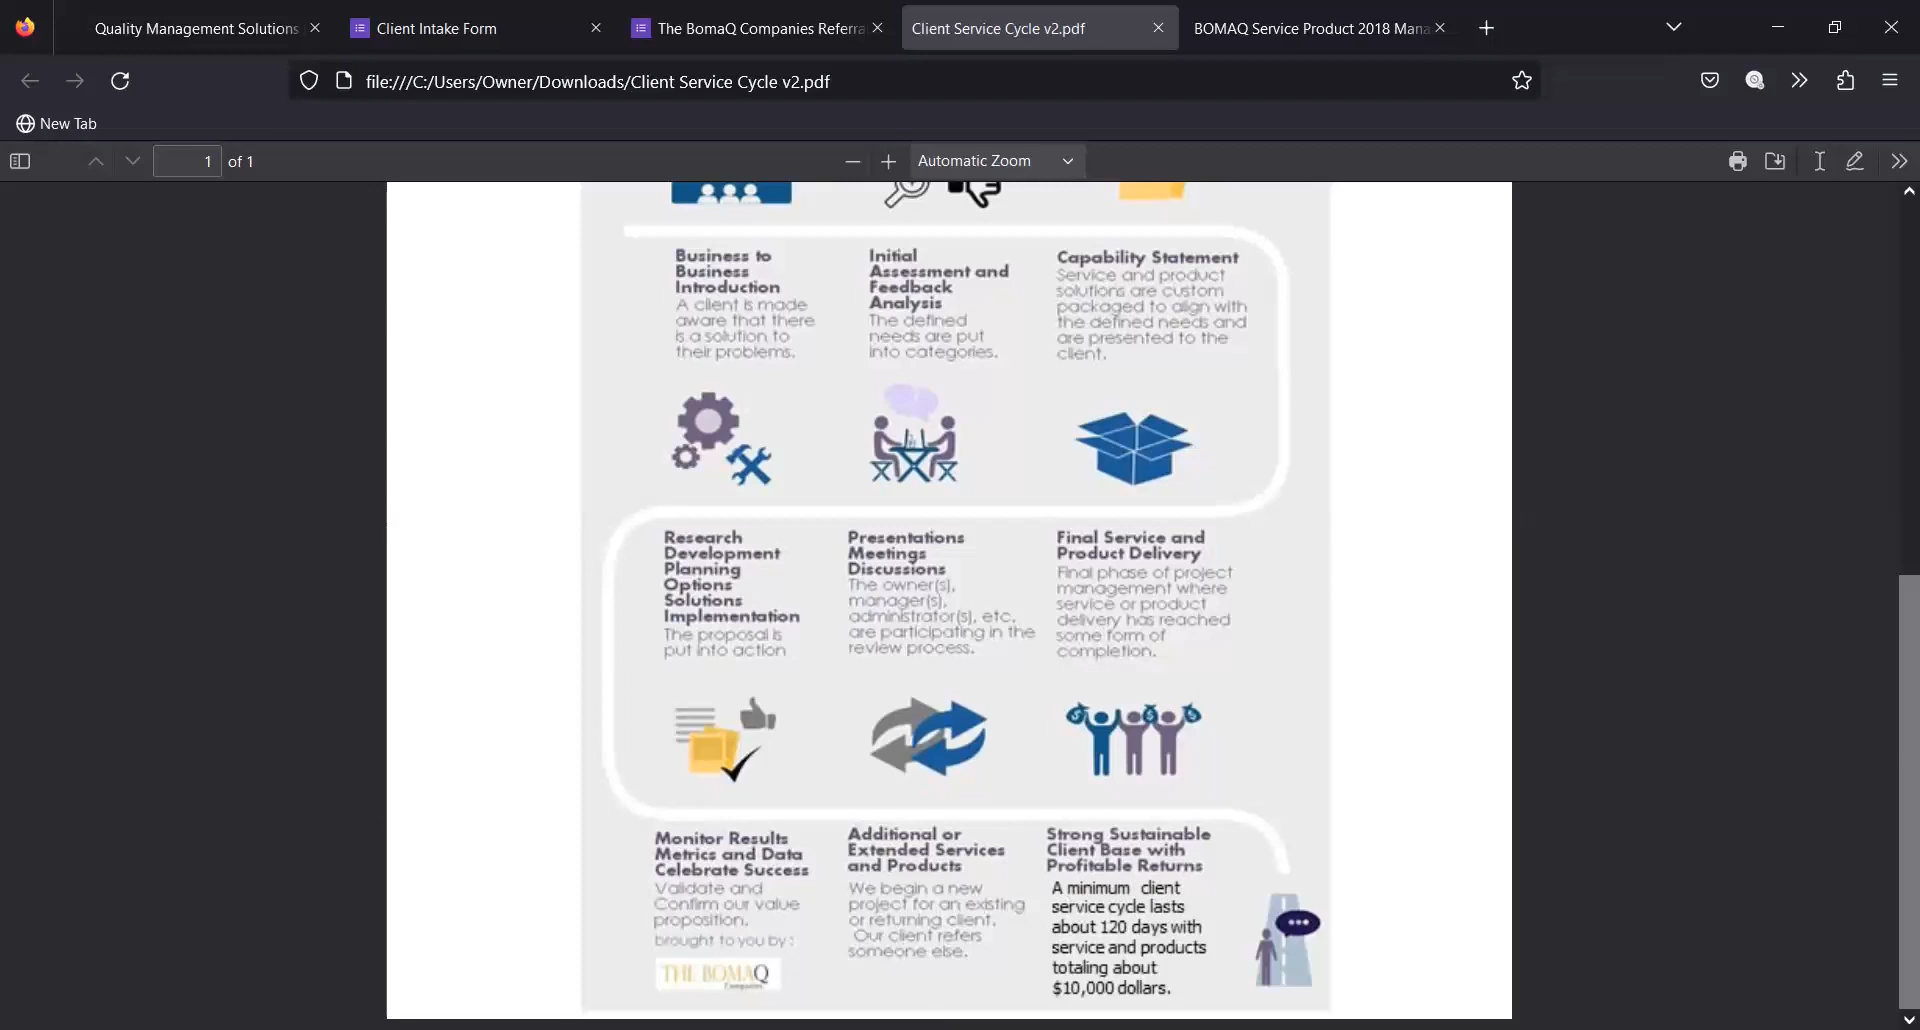 Quality Management Solutions
Client Intake Form
The BomaQ Companies Referra
Client Service Cycle v2.pdf
BOMAQ Service Product 2018 Mana
file:///C:/Users/Owner/Downloads/Client Service Cycle v2.pdf
New Tab
1 of 1
Automatic Zoom
Business to
Business
Introduction
A client is made
aware that there
is a solution to
their problems.
Initial
Assessment and
Feedback
Analysis
The defined
needs are put
into categories.
Capability Statement
Service and product
solutions are custom
packaged to align with
the defined needs and
are presented to the
client.
Research
Development
Planning
Options
Solutions
Implementation
The proposal is
put into action
Presentations
Meetings
Discussions
The owner(s),
manager(s),
administrator(s), etc.
are participating in the
review process.
Final Service and
Product Delivery
Final phase of project
management where
service or product
delivery has reached
some form of
completion.
Monitor Results
Metrics and Data
Celebrate Success
Validate and
Confirm our value
proposition.
brought to you by :
THE BOMAQ
Companies
Additional or
Extended Services
and Products
We begin a new
project for an existing
or returning client.
Our client refers
someone else.
Strong Sustainable
Client Base with
Profitable Returns
A minimum client
service cycle lasts
about 120 days with
service and products
totaling about
$10,000 dollars.